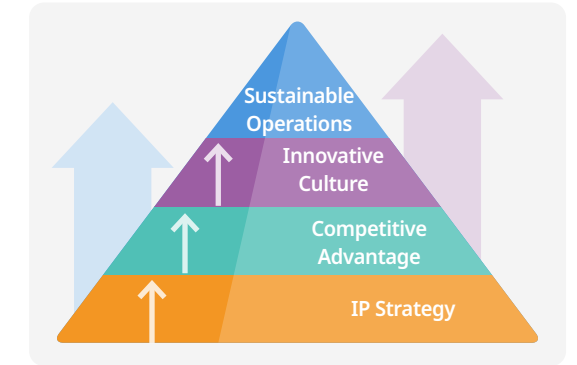 Sustainable
Operations
Innovative
Culture
Competitive
Advantage
IP Strategy